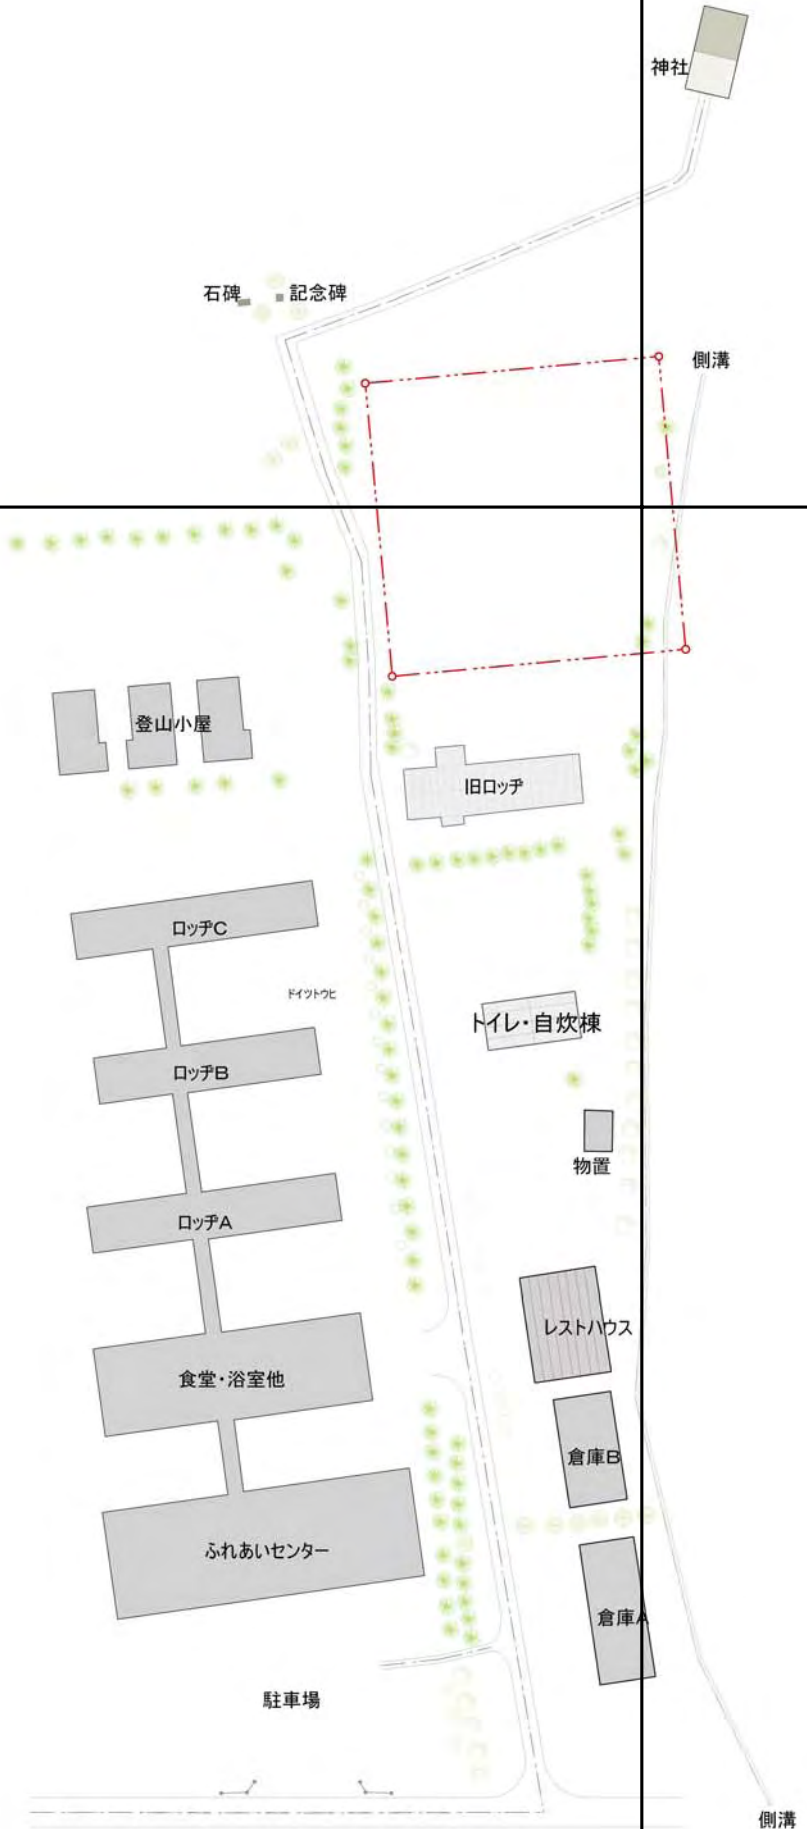 神社
石碑
記念碑
側溝
登山小屋
旧ロッヂ
ロッヂC
ドイツトウヒ
トイレ・自炊棟
ロッヂB
物置
ロッヂA
レストハウス
食堂・浴室他
倉庫B
ふれあいセンター
倉庫A
駐車場
側溝